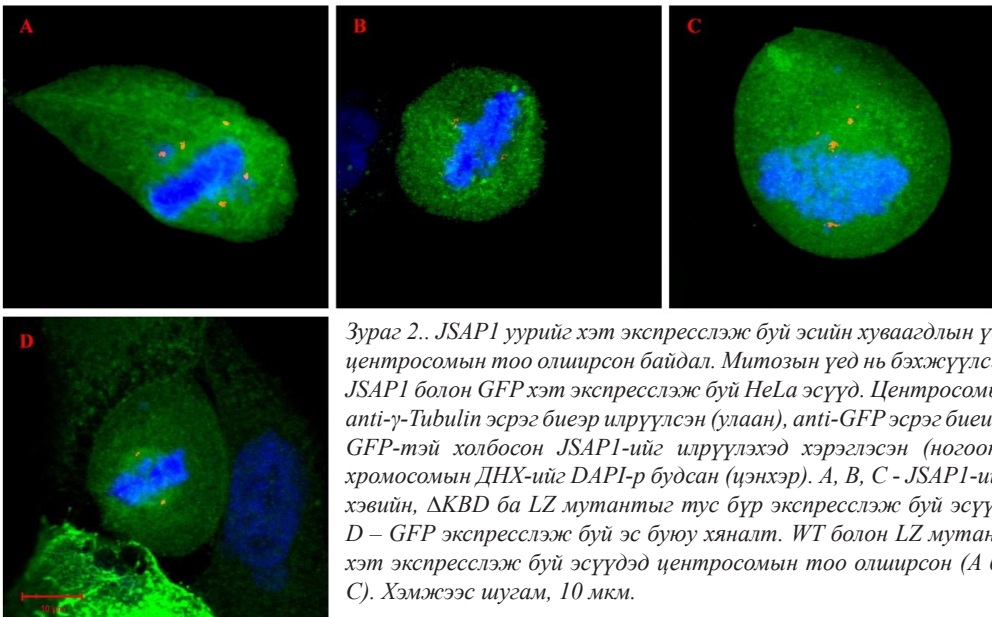 A
B
C
D
10 μm
Зураг 2.. JSAP1 уургийг хэт экспресслэж буй эсийн хуваагдлын ү
центросомын тоо олширсон байдал. Митозын үед нь бэхжүүлс
JSAP1 болон GFP хэт экспресслэж буй HeLa эсүүд. Центросомы
anti-γ-Tubulin эсрэг биеэр илрүүлсэн (улаан), anti-GFP эсрэг биеи
GFP-тэй холбосон JSAP1-ийг илрүүлэхэд хэрэглэсэн (ногоон
хромосомын ДНХ-ийг DAPI-р будсан (цэнхэр). A, B, C - JSAP1-ий
хэвийн, ΔKBD ба LZ мутантыг тус бүр экспресслэж буй эсүү
D – GFP экспресслэж буй эс буюу хяналт. WT болон LZ мутан
хэт экспресслэж буй эсүүдэд центросомын тоо олширсон (A б
C). Хэмжээс шугам, 10 мкм.